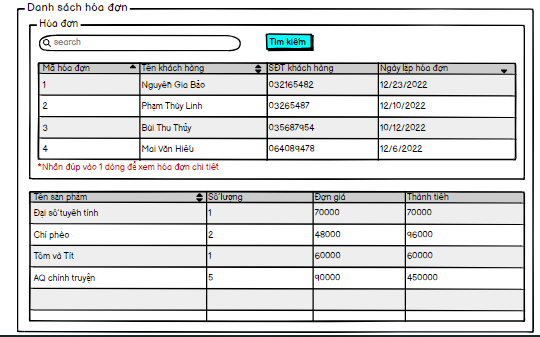 Danh sách hóa đơn
Hóa đơn
search
Tìm kiếm
Mã hóa đơn Tên khách hàng SĐT khách hàng Ngày lập hóa đơn
1 Nguyễn Gia Bảo 032165482 12/23/2022
2 Phạm Thùy Linh 03265487 12/10/2022
3 Bùi Thu Thủy 035687954 10/12/2022
4 Mai Văn Hiếu 064089478 12/6/2022
*Nhấn đúp vào 1 dòng để xem hóa đơn chi tiết
Tên sản phẩm Số lượng Đơn giá Thành tiền
Đại số tuyến tính 1 70000 70000
Chí phèo 2 48000 96000
Tôm và Tít 1 60000 60000
AQ chính truyện 5 90000 450000